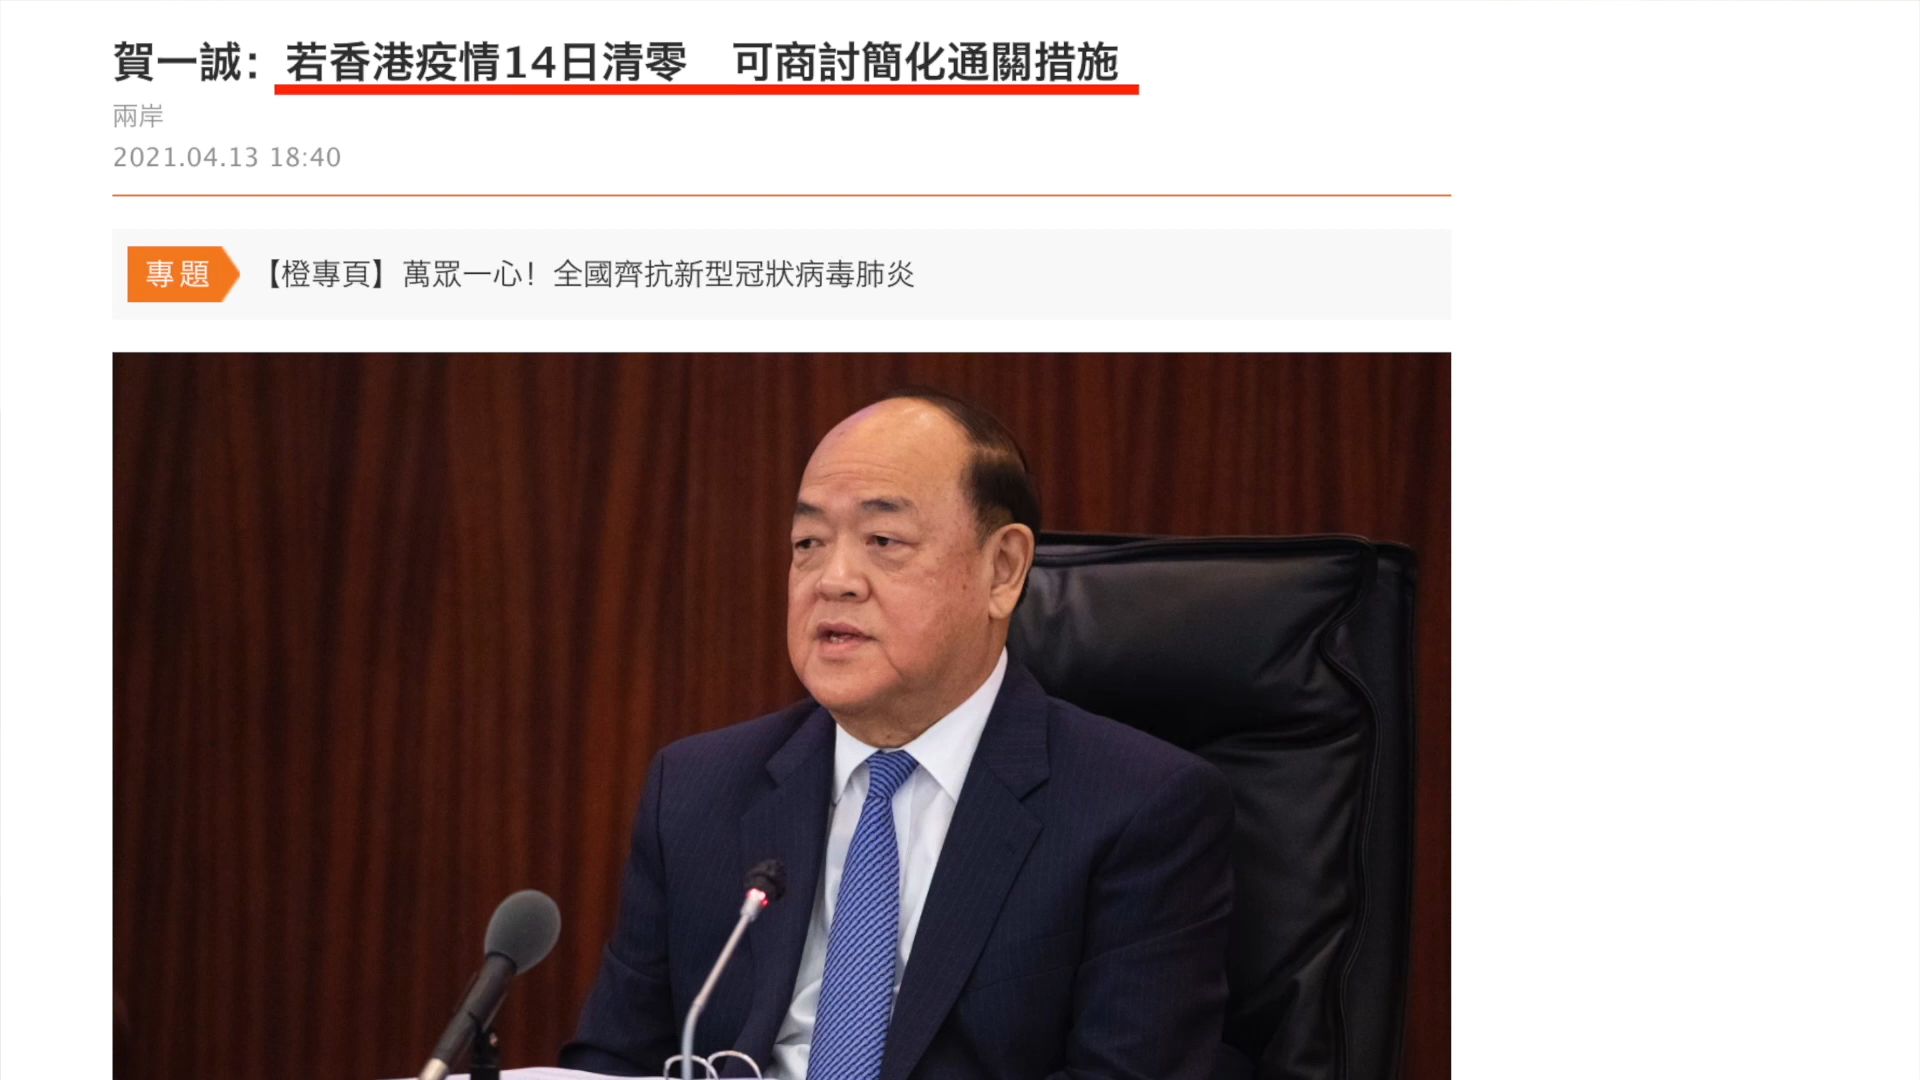 賀一誠：若香港疫情14日清零　可商討簡化通關措施
兩岸
2021.04.13 18:40
專題 【橙專頁】萬眾一心！全國齊抗新型冠狀病毒肺炎